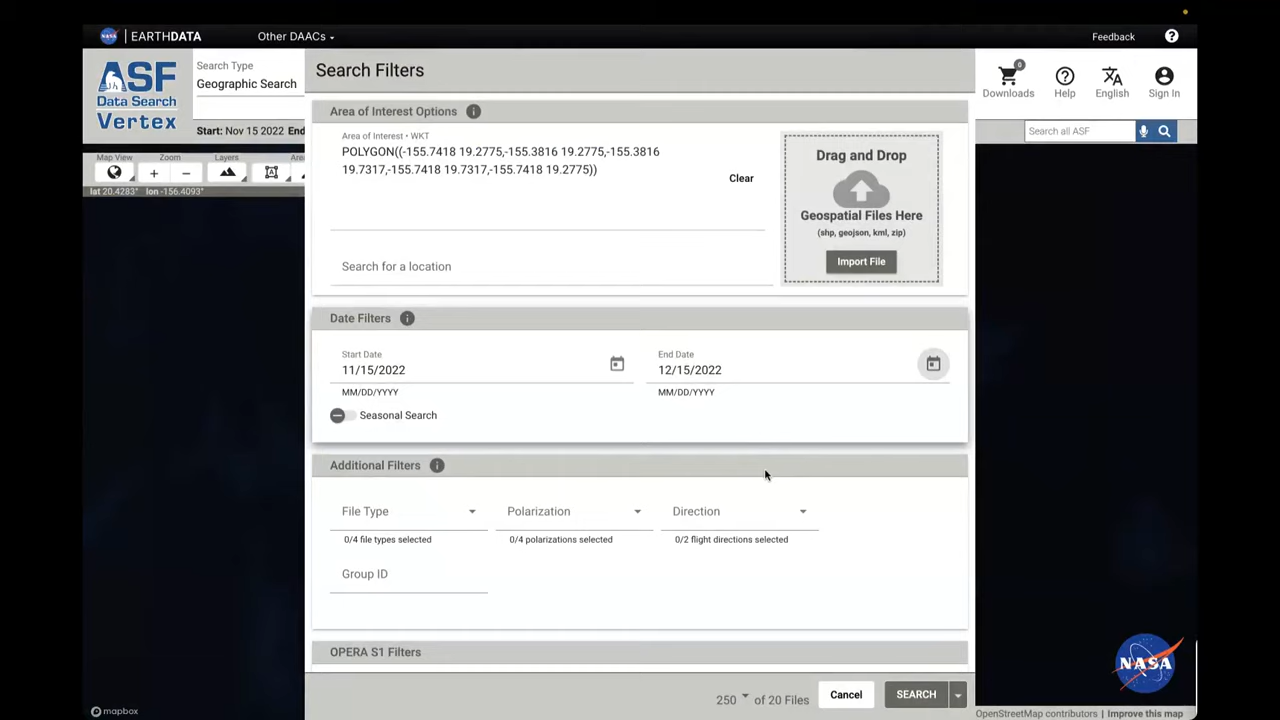 EARTHDATA
Other DAACs
Feedback
ASF
Data Search
Vertex
Search Type
Geographic Search
Start: Nov 15 2022 End
Search Filters
0
Downloads
Help
English
Sign In
Search all ASF
Map View
Zoom
Layers
Area
lat 20.4283° lon -156.4093°
Area of Interest Options
Area of Interest • WKT
POLYGON((-155.7418 19.2775,-155.3816 19.2775,-155.3816
19.7317,-155.7418 19.7317,-155.7418 19.2775))
Clear
Search for a location
Drag and Drop
Geospatial Files Here
(shp, geojson, kml, zip)
Import File
Date Filters
Start Date
11/15/2022
MM/DD/YYYY
End Date
12/15/2022
MM/DD/YYYY
Seasonal Search
Additional Filters
File Type
0/4 file types selected
Polarization
0/4 polarizations selected
Direction
0/2 flight directions selected
Group ID
OPERA S1 Filters
250 of 20 Files
Cancel
SEARCH
NASA
mapbox
OpenStreetMap contributors | Improve this map